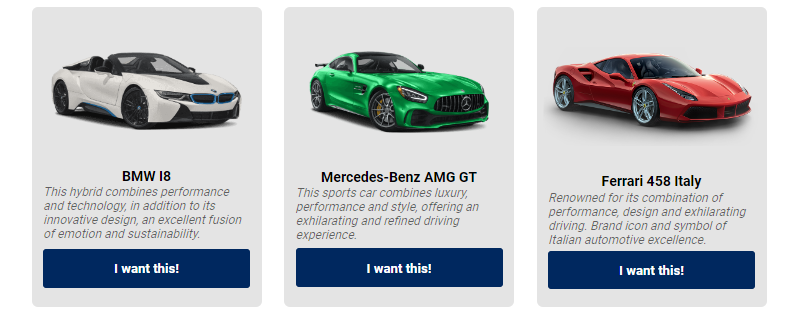 BMW I8
This hybrid combines performance
and technology, in addition to its
innovative design, an excellent fusion
of emotion and sustainability.
I want this!
Mercedes-Benz AMG GT
This sports car combines luxury,
performance and style, offering an
exhilarating and refined driving
experience.
I want this!
Ferrari 458 Italy
Renowned for its combination of
performance, design and exhilarating
driving. Brand icon and symbol of
Italian automotive excellence.
I want this!